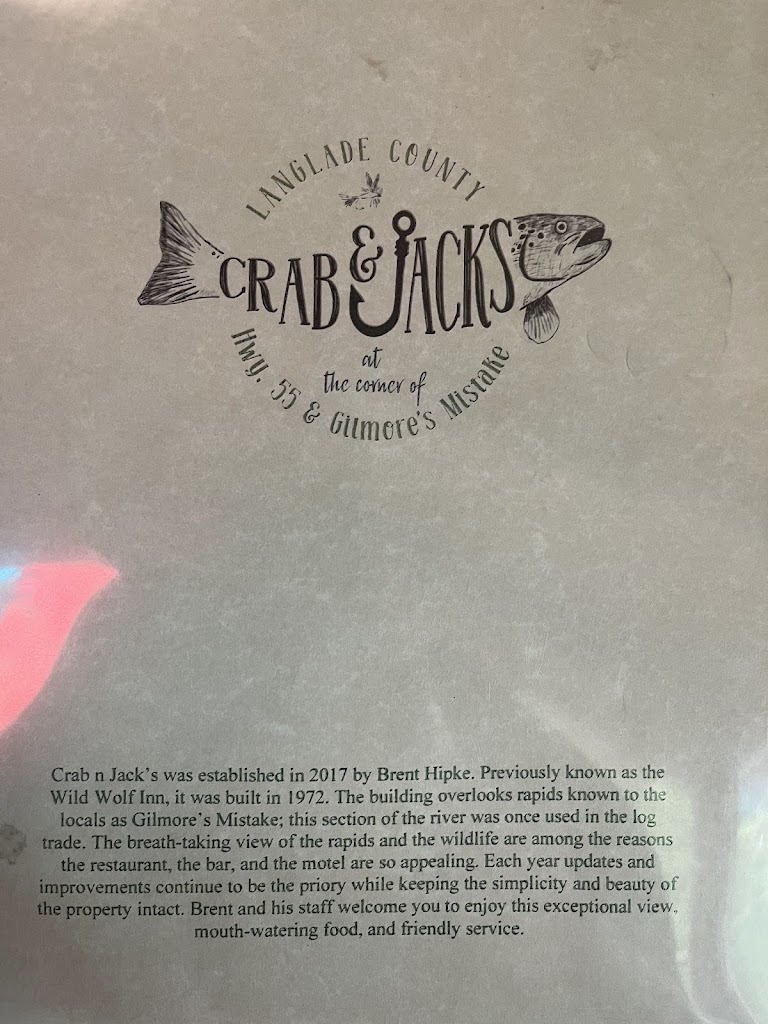 LANGLADE COUNTY
CRAB & JACKS
at
the corner of
Hwy. 55 & Gilmore's Mistake
Crab n Jack's was established in 2017 by Brent Hipke. Previously known as the
Wild Wolf Inn, it was built in 1972. The building overlooks rapids known to the
locals as Gilmore's Mistake; this section of the river was once used in the log
trade. The breath-taking view of the rapids and the wildlife are among the reasons
the restaurant, the bar, and the motel are so appealing. Each year updates and
improvements continue to be the priory while keeping the simplicity and beauty of
the property intact. Brent and his staff welcome you to enjoy this exceptional view,
mouth-watering food, and friendly service.